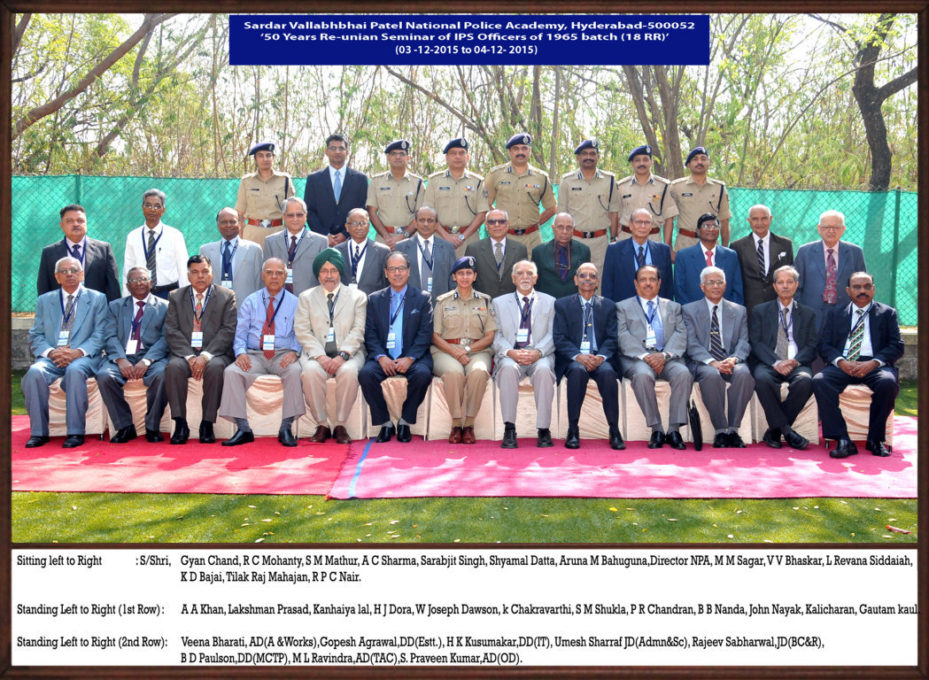 Sardar Vallabhbhai Patel National Police Academy, Hyderabad-500052
'50 Years Re-unian Seminar of IPS Officers of 1965 batch (18 RR)'
(03 -12-2015 to 04-12- 2015)
Sitting left to Right : S/Shri, Gyan Chand, R C Mohanty, S M Mathur, A C Sharma, Sarabjit Singh, Shyamal Datta, Aruna M Bahuguna,Director NPA, M M Sagar, V V Bhaskar, L Revana Siddaiah,
K D Bajai, Tilak Raj Mahajan, R P C Nair.
Standing Left to Right (1st Row) : A A Khan, Lakshman Prasad, Kanhaiya lal, H J Dora, W Joseph Dawson, k Chakravarthi, S M Shukla, P R Chandran, B B Nanda, John Nayak, Kalicharan, Gautam kaul
Standing Left to Right (2nd Row) : Veena Bharati, AD(A &Works),Gopesh Agrawal,DD(Estt.), H K Kusumakar,DD(IT), Umesh Sharraf JD(Admn&Sc), Rajeev Sabharwal,JD(BC&R),
B D Paulson,DD(MCTP), M L Ravindra,AD(TAC),S. Praveen Kumar,AD(OD).